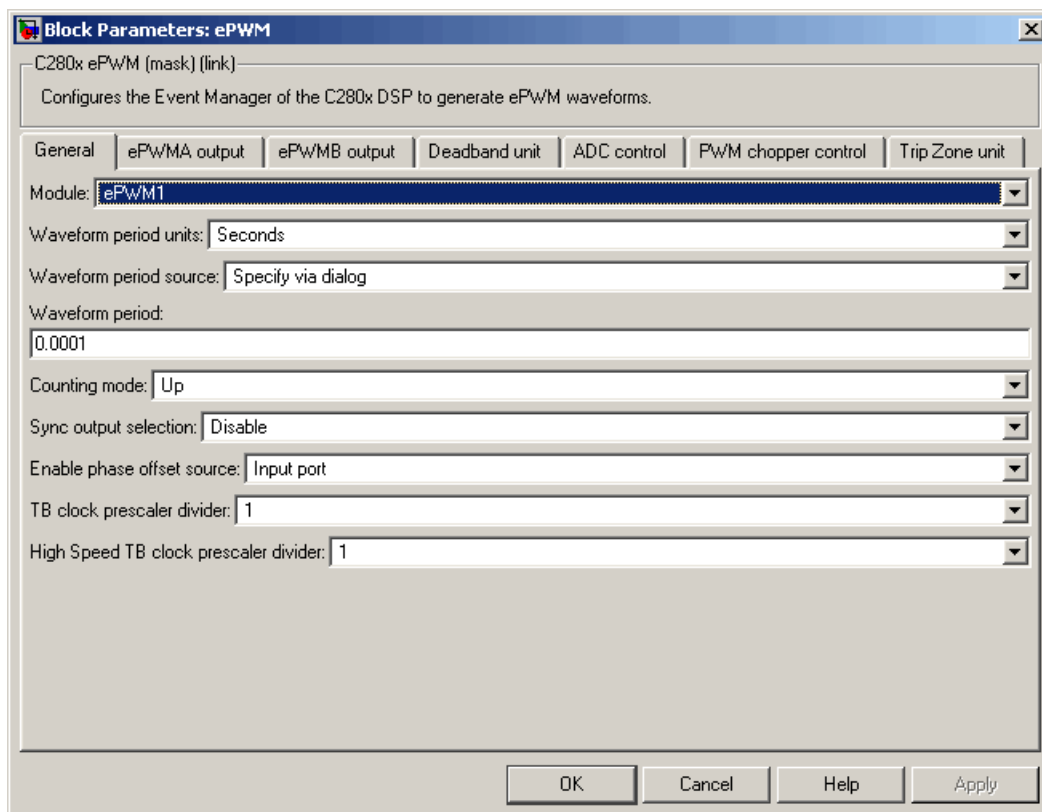 Block Parameters: ePWM
C280x ePWM (mask) (link)
Configures the Event Manager of the C280x DSP to generate ePWM waveforms.
General ePWMA output ePWMB output Deadband unit ADC control PWM chopper control Trip Zone unit
Module: ePWM1
Waveform period units: Seconds
Waveform period source: Specify via dialog
Waveform period:
0.0001
Counting mode: Up
Sync output selection: Disable
Enable phase offset source: Input port
TB clock prescaler divider: 1
High Speed TB clock prescaler divider: 1
OK Cancel Help Apply